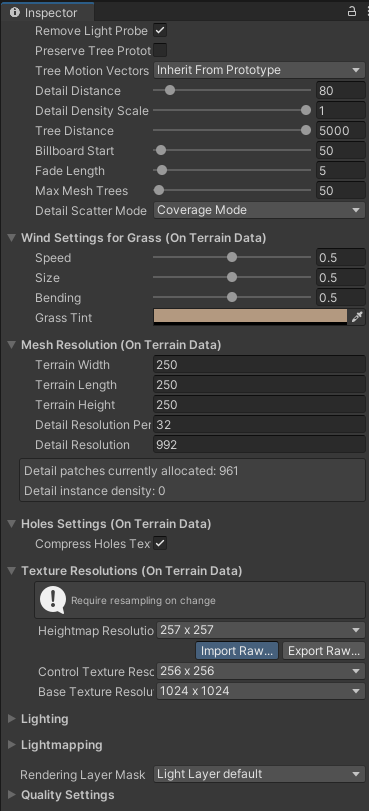 Inspector
Remove Light Probe
Preserve Tree Protot
Tree Motion Vectors Inherit From Prototype
Detail Distance 80
Detail Density Scale 1
Tree Distance 5000
Billboard Start 50
Fade Length 5
Max Mesh Trees 50
Detail Scatter Mode Coverage Mode
Wind Settings for Grass (On Terrain Data)
Speed 0.5
Size 0.5
Bending 0.5
Grass Tint
Mesh Resolution (On Terrain Data)
Terrain Width 250
Terrain Length 250
Terrain Height 250
Detail Resolution Per 32
Detail Resolution 992
Detail patches currently allocated: 961
Detail instance density: 0
Holes Settings (On Terrain Data)
Compress Holes Tex
Texture Resolutions (On Terrain Data)
Require resampling on change
Heightmap Resolutio 257 x 257
Import Raw... Export Raw...
Control Texture Resc 256 x 256
Base Texture Resolu 1024 x 1024
Lighting
Lightmapping
Rendering Layer Mask Light Layer default
Quality Settings